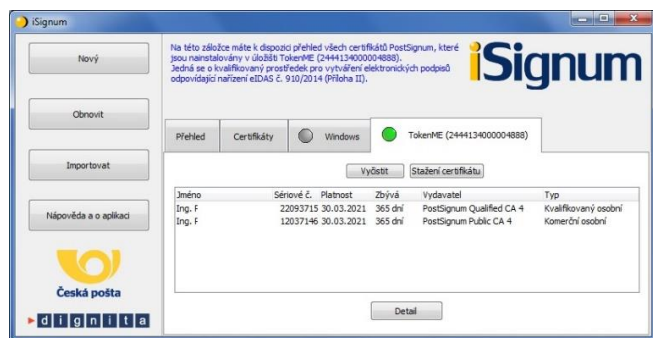 iSignum
Nový
Obnovit
Importovat
Nápověda a o aplikaci
Česká pošta
dignita
Na této záložce máte k dispozici přehled všech certifikátů PostSignum, které
jsou nainstalovány v úložišti TokenME (2444134000004888).
Jedná se o kvalifikovaný prostředek pro vytváření elektronických podpisů
odpovídající nařízení eIDAS č. 910/2014 (Příloha II).
iSignum
Přehled Certifikáty Windows TokenME (2444134000004888)
Vyčistit Stažení certifikátu
Jméno Sériové č. Platnost Zbývá Vydavatel Typ
Ing. F 22093715 30.03.2021 365 dní PostSignum Qualified CA 4 Kvalifikovaný osobní
Ing. F 12037146 30.03.2021 365 dní PostSignum Public CA 4 Komerční osobní
Detail